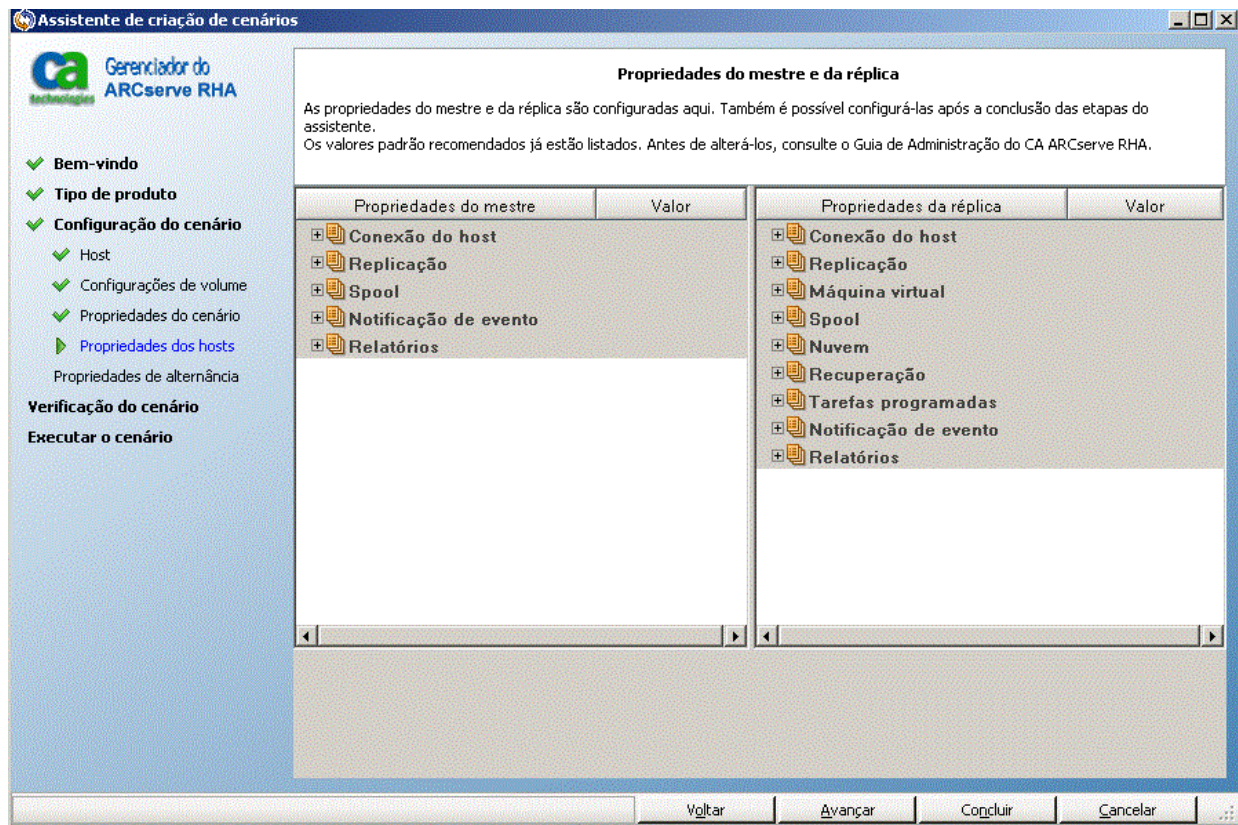 Assistente de criação de cenários
ca
technologies
Gerenciador do
ARCserve RHA
Bem-vindo
Tipo de produto
Configuração do cenário
Host
Configurações de volume
Propriedades do cenário
Propriedades dos hosts
Propriedades de alternância
Verificação do cenário
Executar o cenário
Propriedades do mestre e da réplica
As propriedades do mestre e da réplica são configuradas aqui. Também é possível configurá-las após a conclusão das etapas do
assistente.
Os valores padrão recomendados já estão listados. Antes de alterá-los, consulte o Guia de Administração do CA ARCserve RHA.
Propriedades do mestre Valor
Conexão do host
Replicação
Spool
Notificação de evento
Relatórios
Propriedades da réplica Valor
Conexão do host
Replicação
Máquina virtual
Spool
Nuvem
Recuperação
Tarefas programadas
Notificação de evento
Relatórios
Voltar Avançar Concluir Cancelar